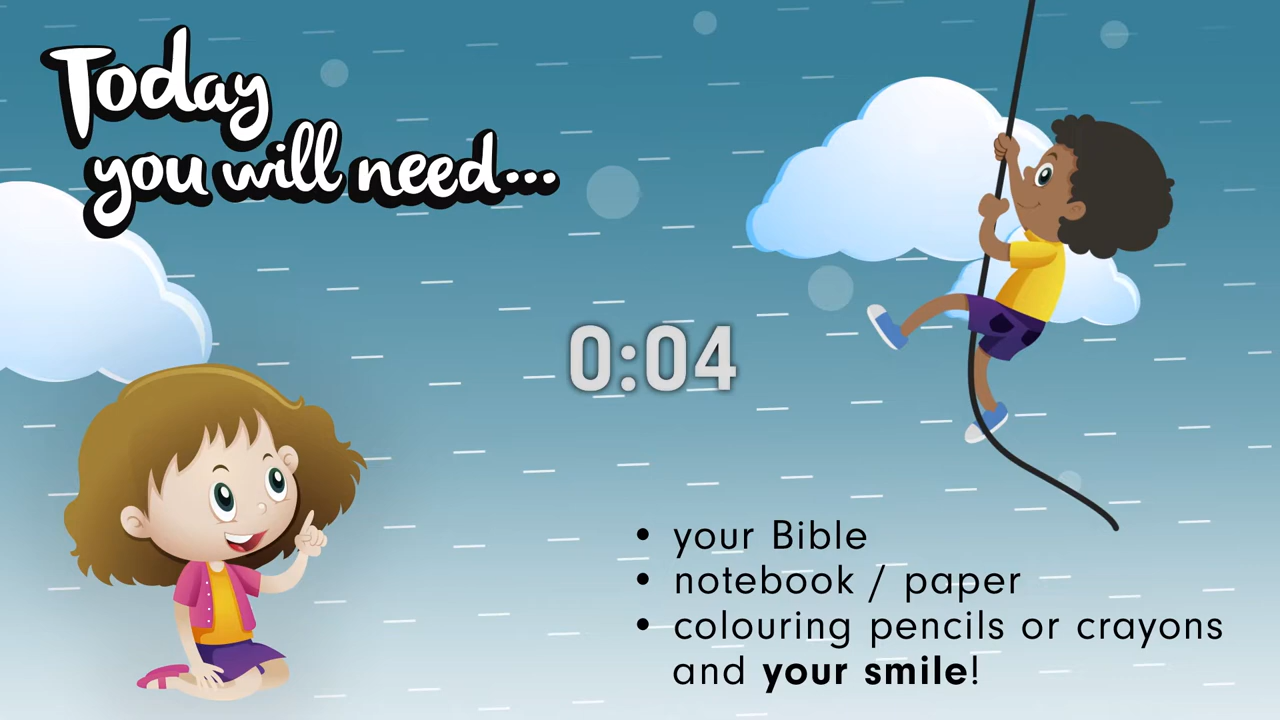 Today
you will need...
0:04
• your Bible
• notebook / paper
• colouring pencils or crayons
and your smile!